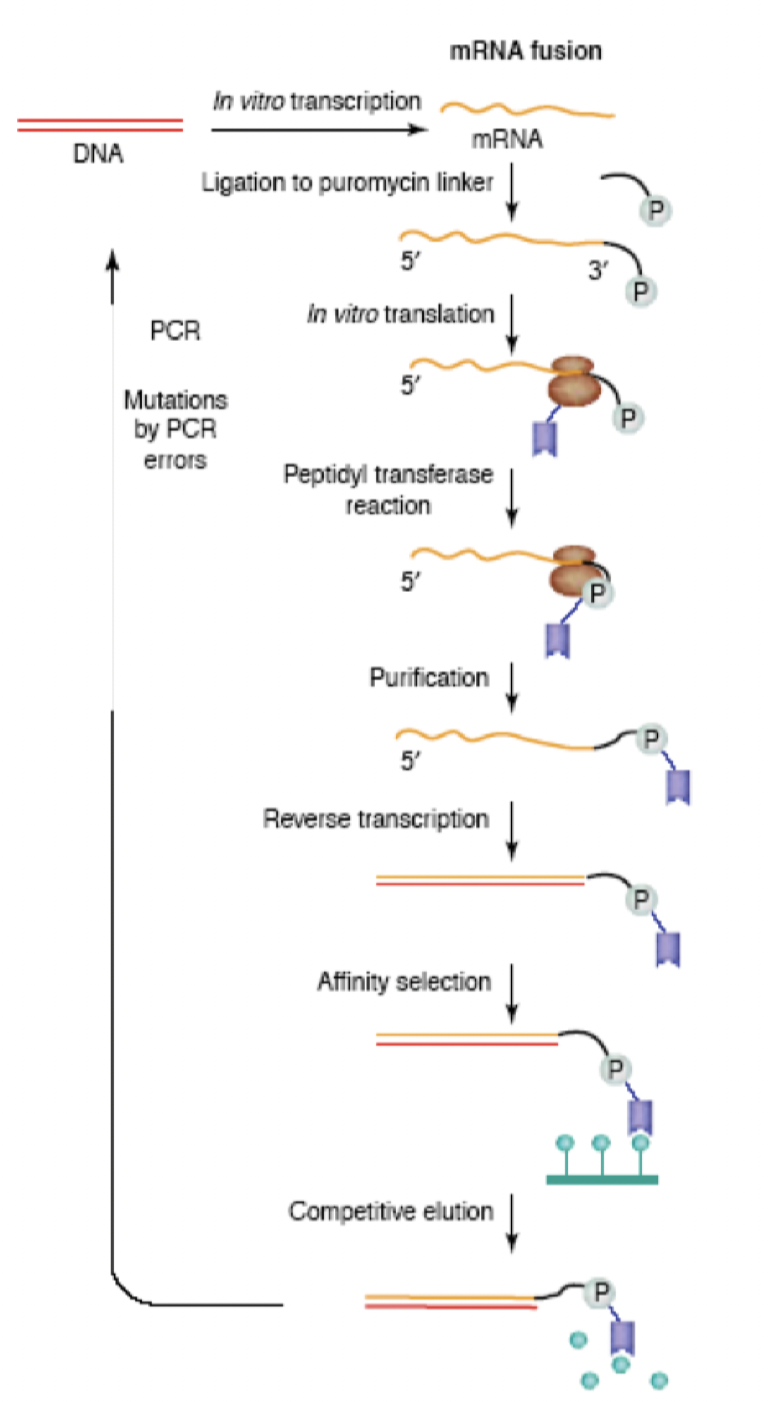 mRNA fusion
In vitro transcription
DNA
mRNA
Ligation to puromycin linker
P
5′
3′
P
In vitro translation
5′
P
PCR
Mutations
by PCR
errors
Peptidyl transferase
reaction
5′
P
Purification
P
5′
Reverse transcription
P
Affinity selection
P
Competitive elution
P